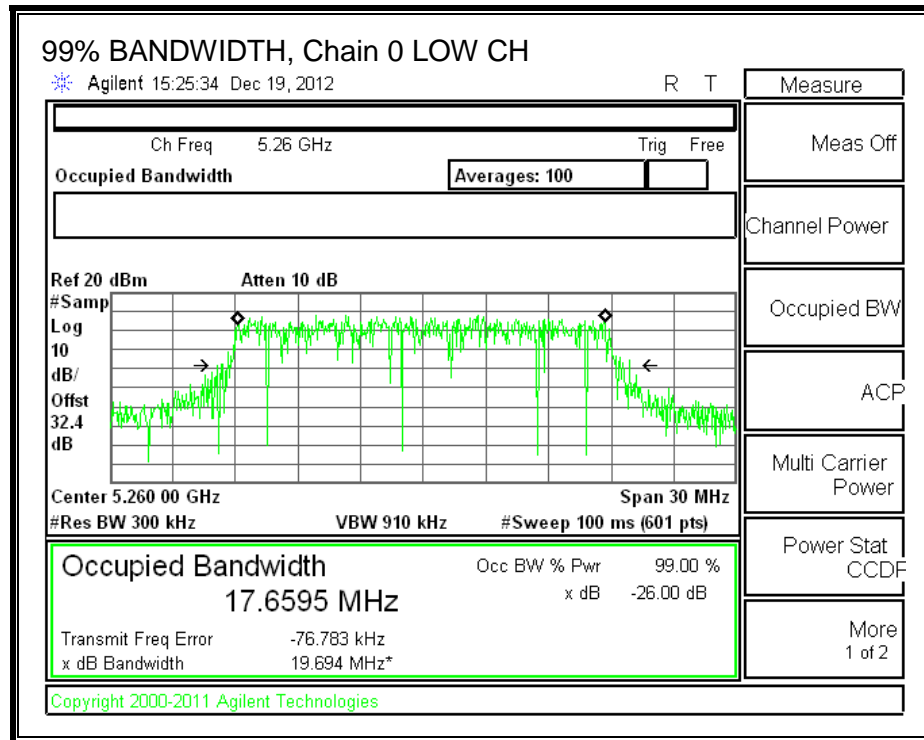 99% BANDWIDTH, Chain 0 LOW CH
Agilent 15:25:34 Dec 19, 2012 R T
Measure
Ch Freq 5.26 GHz Trig Free
Meas Off
Occupied Bandwidth Averages: 100
Channel Power
Ref 20 dBm Atten 10 dB
#Samp
Log
10
dB/
Offst
32.4
dB
Occupied BW
ACP
Center 5.260 00 GHz Span 30 MHz
#Res BW 300 kHz VBW 910 kHz #Sweep 100 ms (601 pts)
Multi Carrier
Power
Occupied Bandwidth Occ BW % Pwr 99.00 %
17.6595 MHz x dB -26.00 dB
Power Stat
CCDF
Transmit Freq Error -76.783 kHz
x dB Bandwidth 19.694 MHz*
More
1 of 2
Copyright 2000-2011 Agilent Technologies